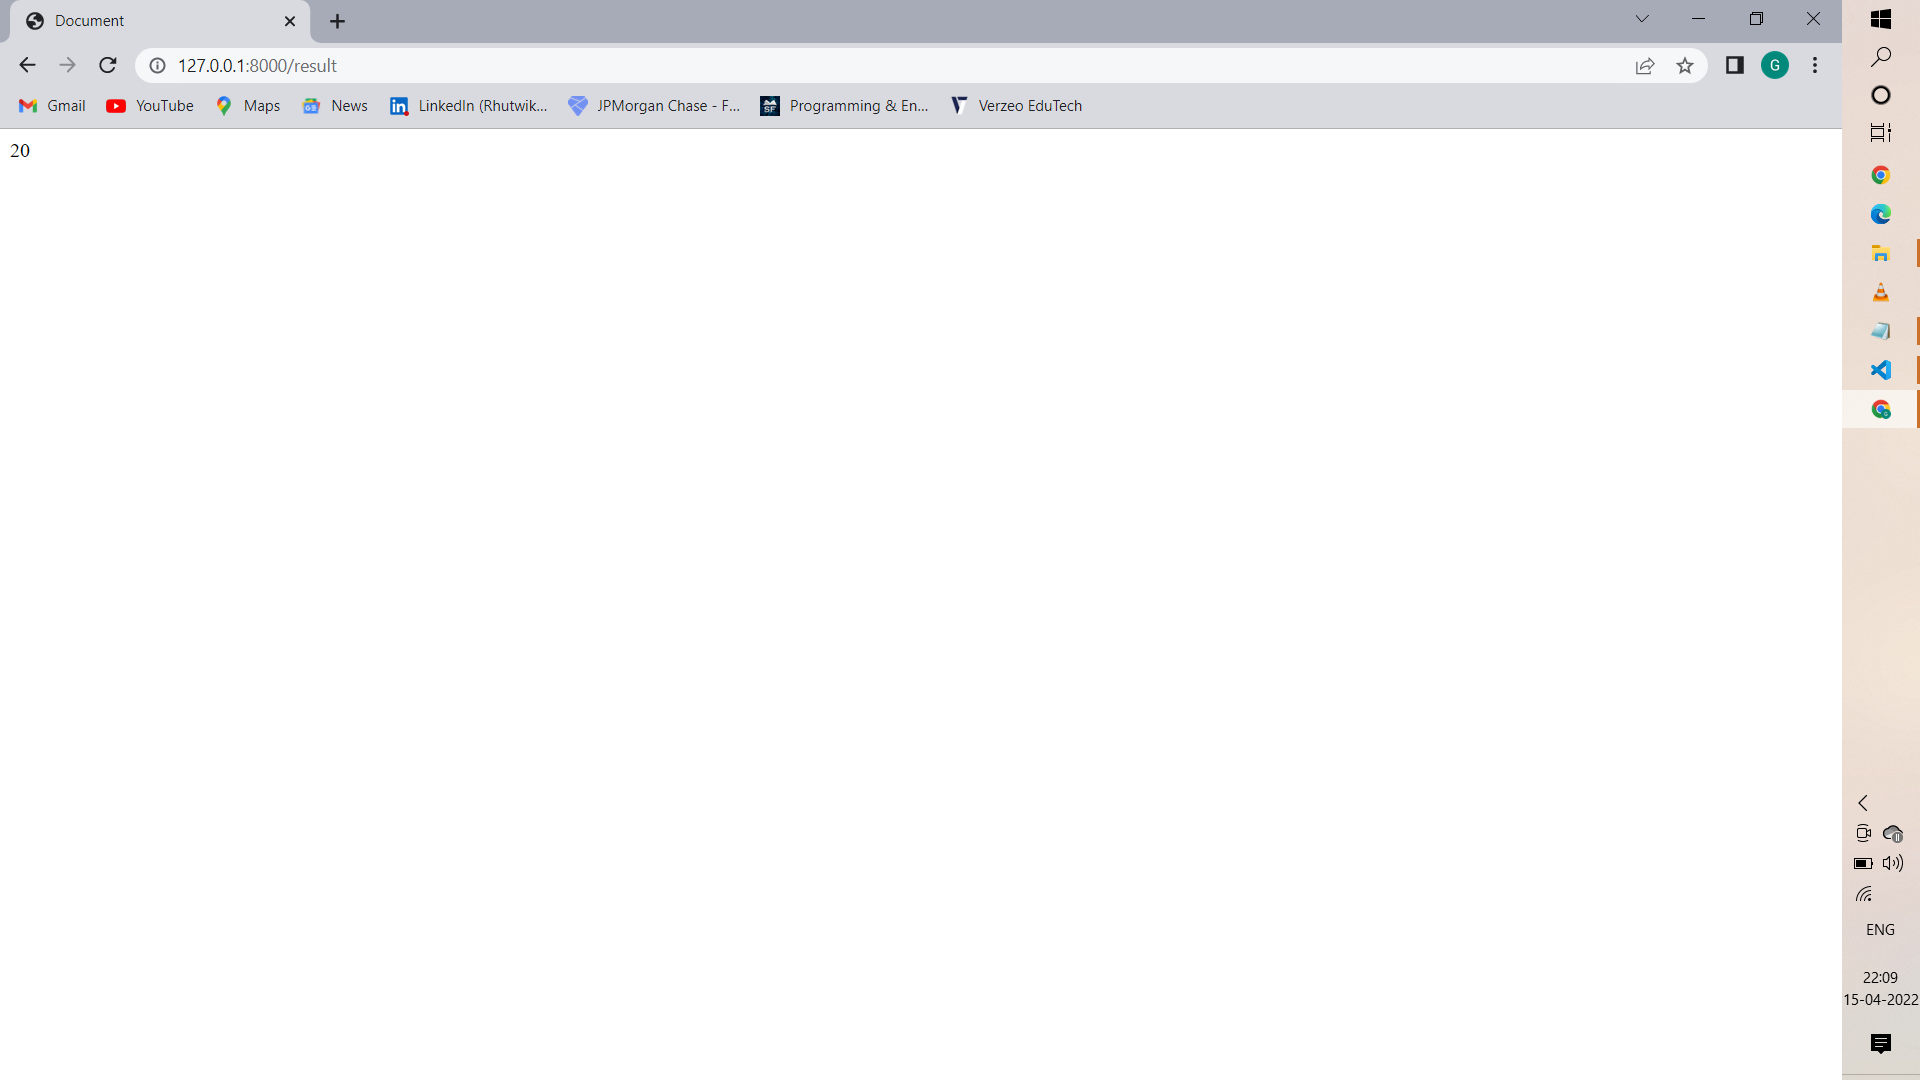 Document
127.0.0.1:8000/result
G
Gmail
YouTube
Maps
News
LinkedIn (Rhutwik...
JPMorgan Chase - F...
Programming & En...
Verzeo EduTech
20
ENG
22:09
15-04-2022